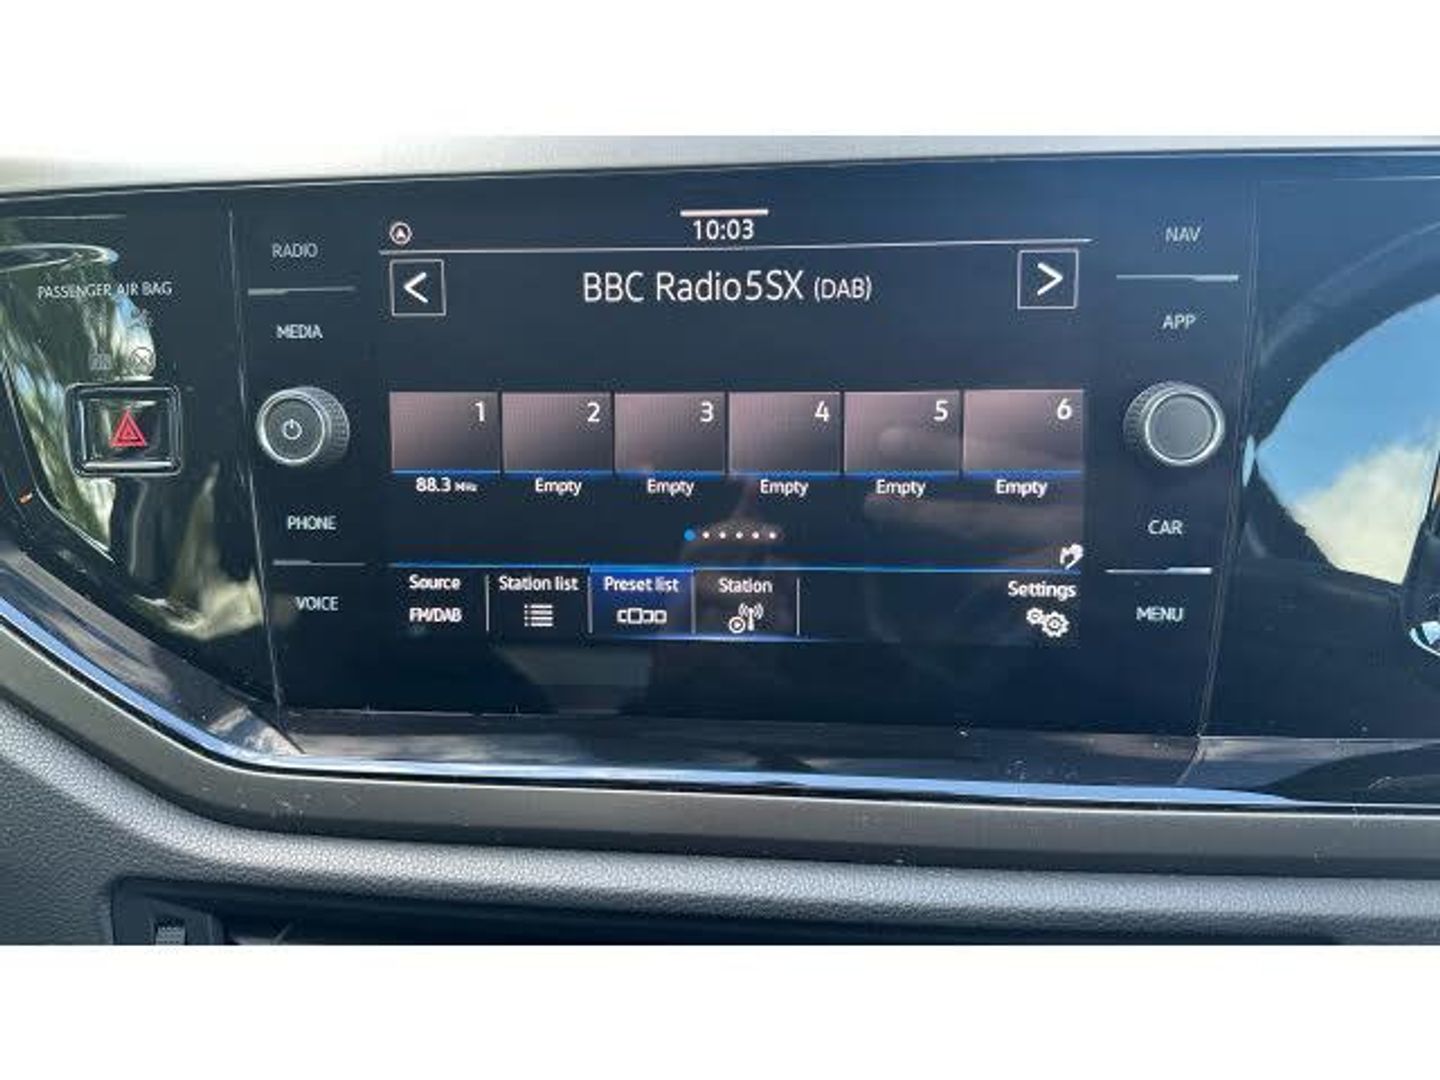 10:03
RADIO
NAV
BBC Radio5SX (DAB)
PASSENGER AIR BAG
MEDIA
APP
1 2 3 4 5 6
88.3 MHz Empty Empty Empty Empty Empty
PHONE
CAR
Source Station list Preset list Station Settings
FM/DAB
VOICE
MENU